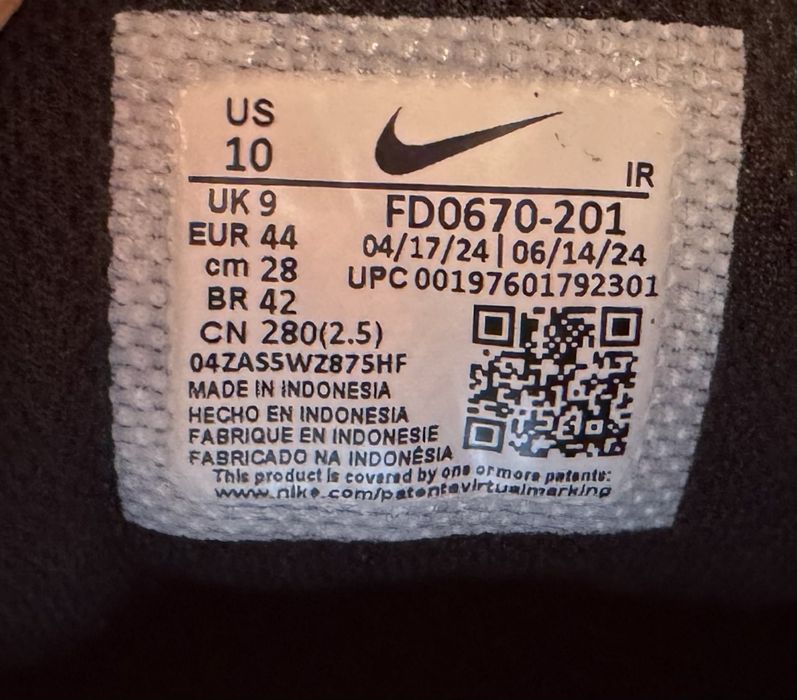 US
10
IR
UK 9
EUR 44
cm 28
BR 42
CN 280(2.5)
FD0670-201
04/17/24 | 06/14/24
UPC 00197601792301
04ZAS5WZ875HF
MADE IN INDONESIA
HECHO EN INDONESIA
FABRIQUE EN INDONESIE
FABRICADO NA INDONÉSIA
This product is covered by one or more patents:
www.nike.com/patentsvirtualmarking